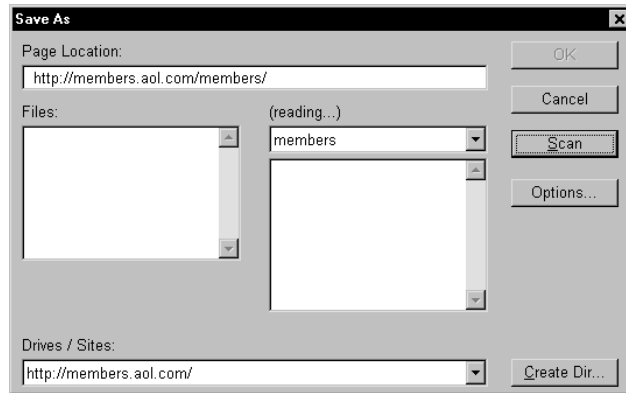 Save As
Page Location:
OK
http://members.aol.com/members/
Cancel
Files:
(reading...)
members
Scan
Options...
Drives / Sites:
http://members.aol.com/
Create Dir...